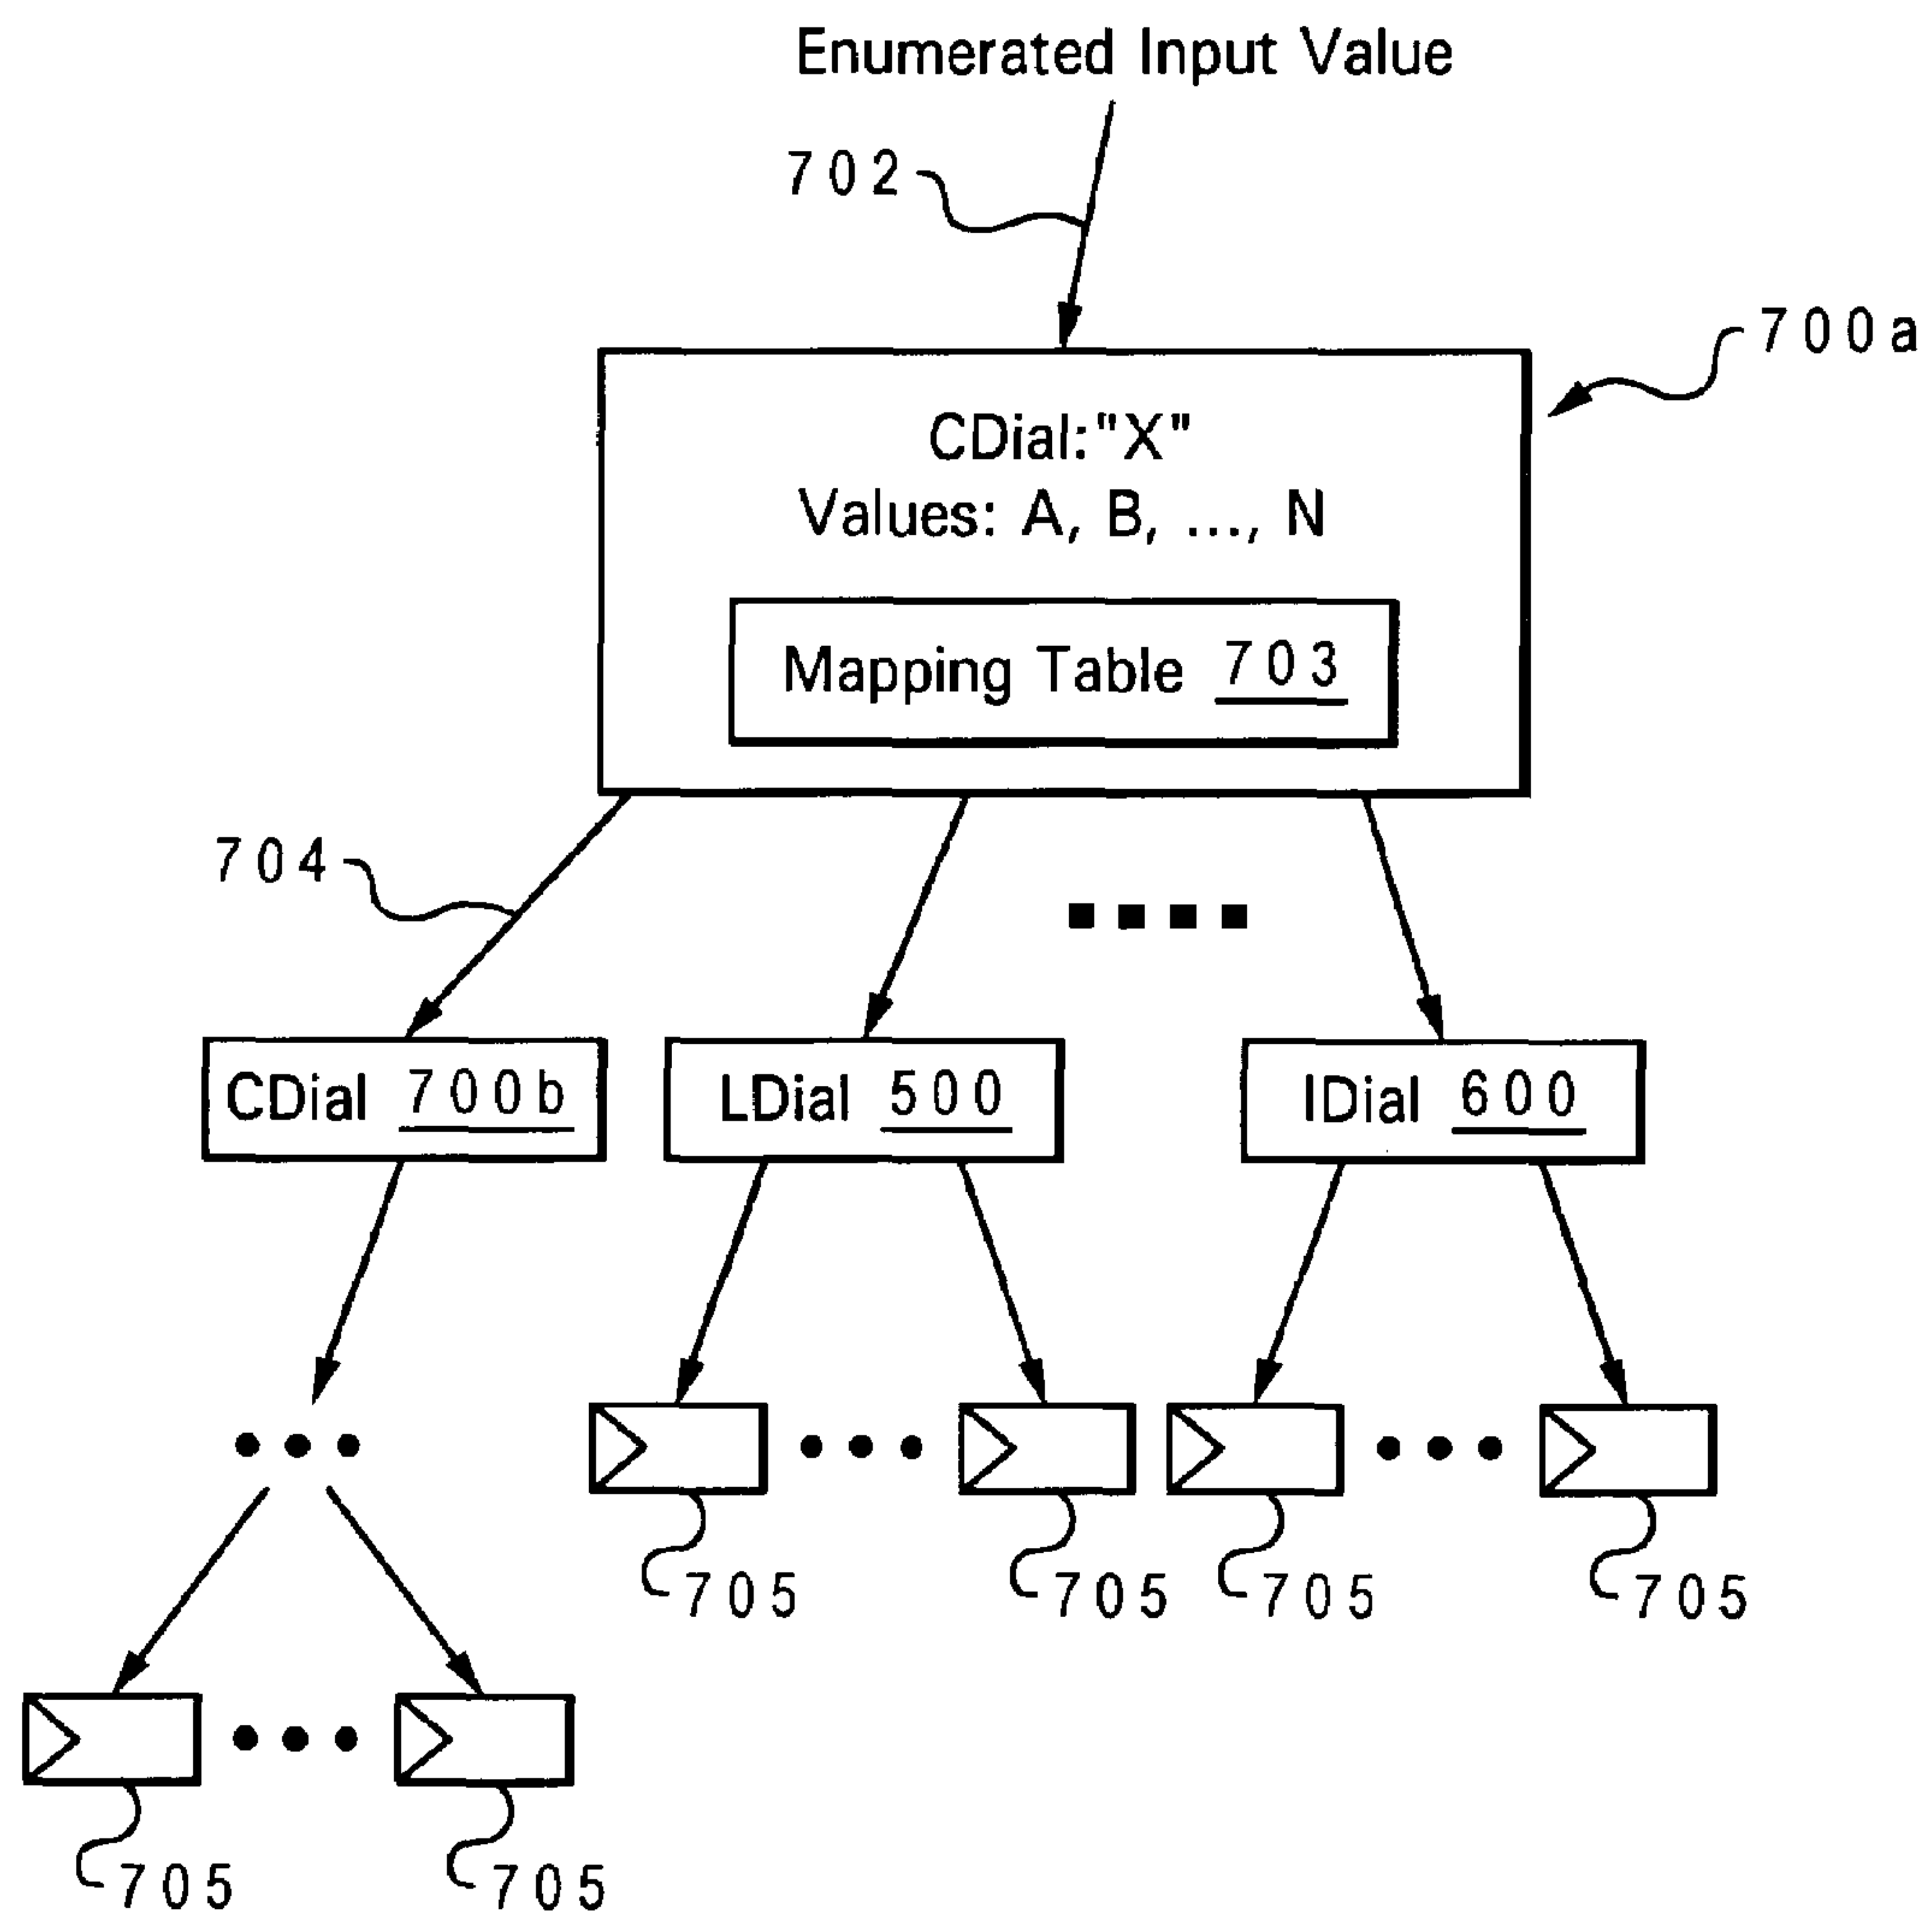 Enumerated Input Value
702
700a
CDial:"X"
Values: A, B, ..., N
Mapping Table 703
704
CDial 700b
LDial 500
IDial 600
705
705
705
705
705
705